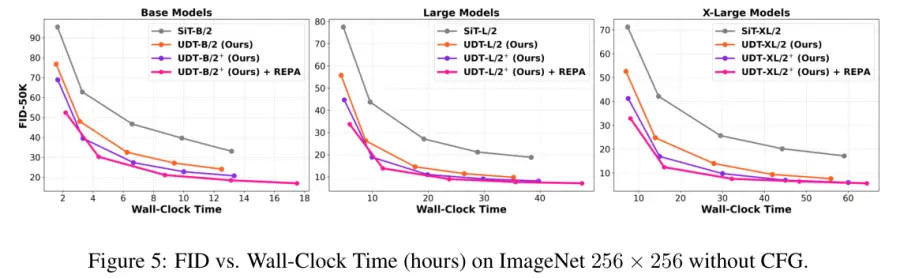 Base Models
Large Models
X-Large Models
FID-50K
90
80
70
60
50
40
30
20
SiT-B/2
UDT-B/2 (Ours)
UDT-B/2⁺ (Ours)
UDT-B/2⁺ (Ours) + REPA
2 4 6 8 10 12 14 16 18
Wall-Clock Time
80
70
60
50
40
30
20
10
SiT-L/2
UDT-L/2 (Ours)
UDT-L/2⁺ (Ours)
UDT-L/2⁺ (Ours) + REPA
10 20 30 40
Wall-Clock Time
70
60
50
40
30
20
10
SiT-XL/2
UDT-XL/2 (Ours)
UDT-XL/2⁺ (Ours)
UDT-XL/2⁺ (Ours) + REPA
10 20 30 40 50 60
Wall-Clock Time
Figure 5: FID vs. Wall-Clock Time (hours) on ImageNet 256 × 256 without CFG.